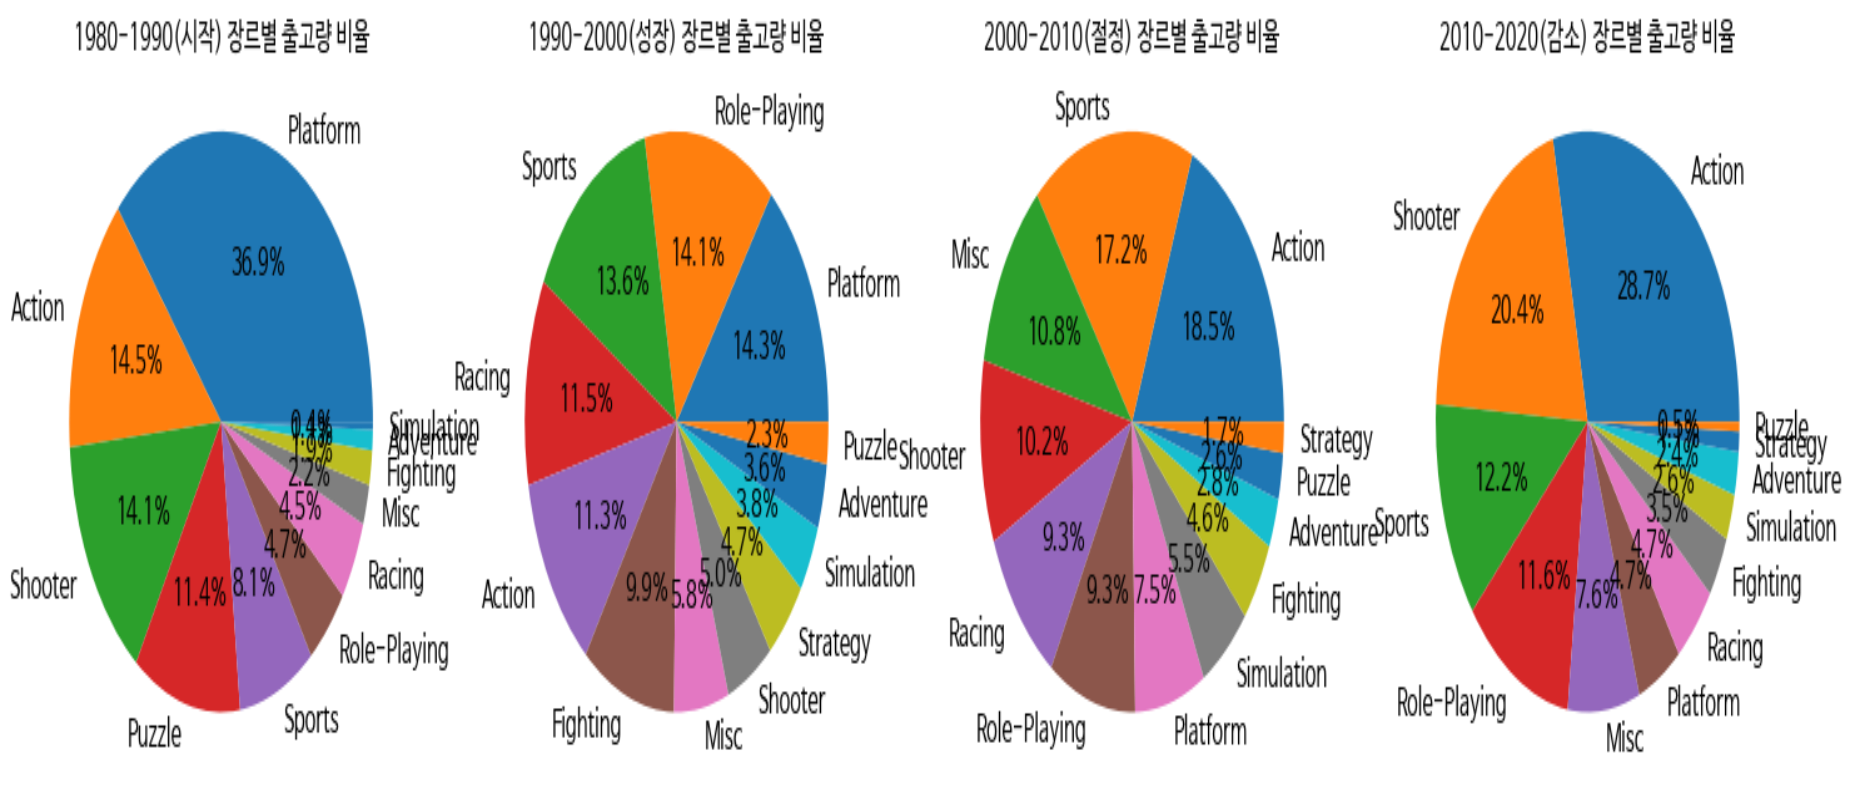 1980-1990(시작) 장르별 출고량 비율
Platform
36.9%
Action
14.5%
Shooter
14.1%
Puzzle
11.4%
Sports
8.1%
Role-Playing
4.7%
Racing
4.5%
Misc
2.2%
Fighting
1.9%
Adventure
Simulation
0.4%
1990-2000(성장) 장르별 출고량 비율
Platform
14.3%
Role-Playing
14.1%
Sports
13.6%
Racing
11.5%
Action
11.3%
Fighting
9.9%
Misc
5.8%
Shooter
5.0%
Strategy
4.7%
Simulation
3.8%
Adventure
3.6%
Puzzle
2.3%
2000-2010(절정) 장르별 출고량 비율
Action
18.5%
Sports
17.2%
Misc
10.8%
Shooter
10.2%
Racing
9.3%
Role-Playing
9.3%
Platform
7.5%
Simulation
5.5%
Fighting
4.6%
Adventure
2.8%
Puzzle
2.6%
Strategy
1.7%
2010-2020(감소) 장르별 출고량 비율
Action
28.7%
Shooter
20.4%
Sports
12.2%
Role-Playing
11.6%
Misc
7.6%
Platform
4.7%
Racing
4.7%
Fighting
3.5%
Simulation
2.6%
Adventure
2.4%
Strategy
Puzzle
0.5%